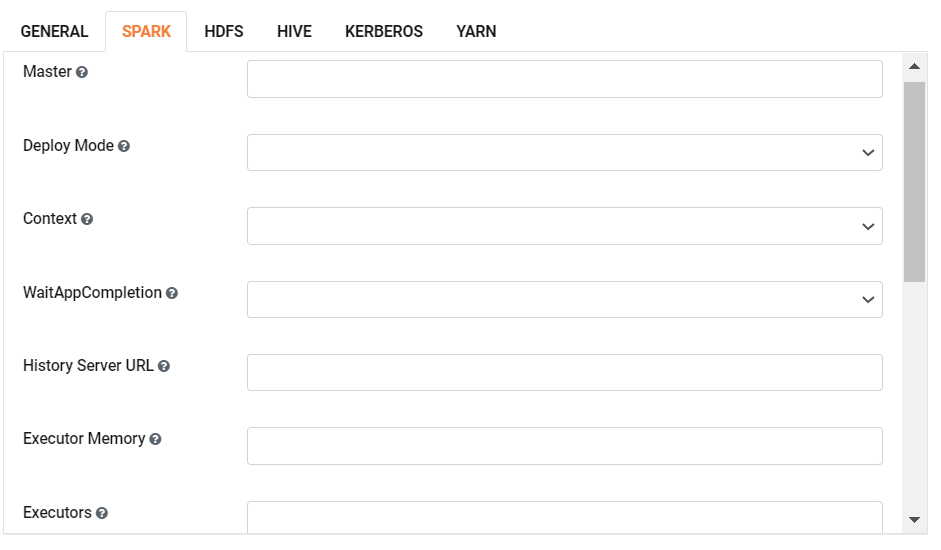 GENERAL SPARK HDFS HIVE KERBEROS YARN
Master
Deploy Mode
Context
WaitAppCompletion
History Server URL
Executor Memory
Executors